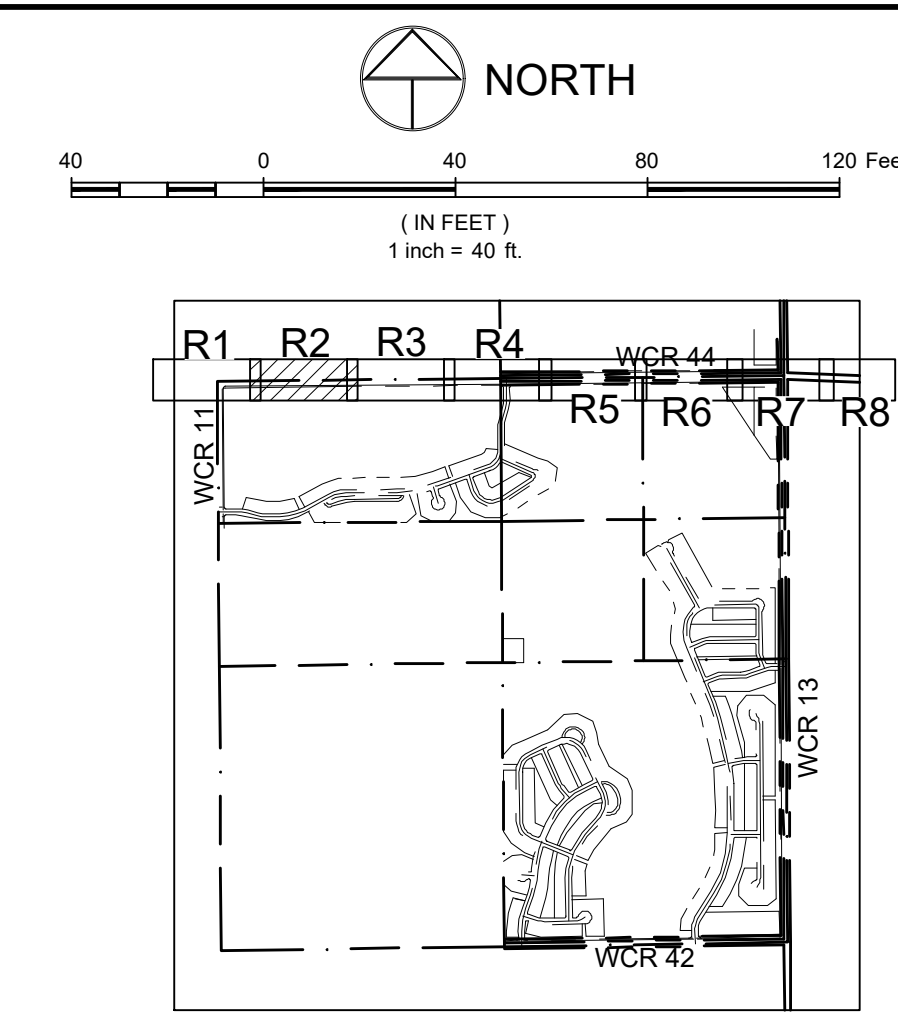 NORTH
40 0 40 80 120 Fee
( IN FEET )
1 inch = 40 ft.
R1 R2 R3 R4
WCR 44
R5 R6 R7 R8
WCR 11
WCR 13
WCR 42